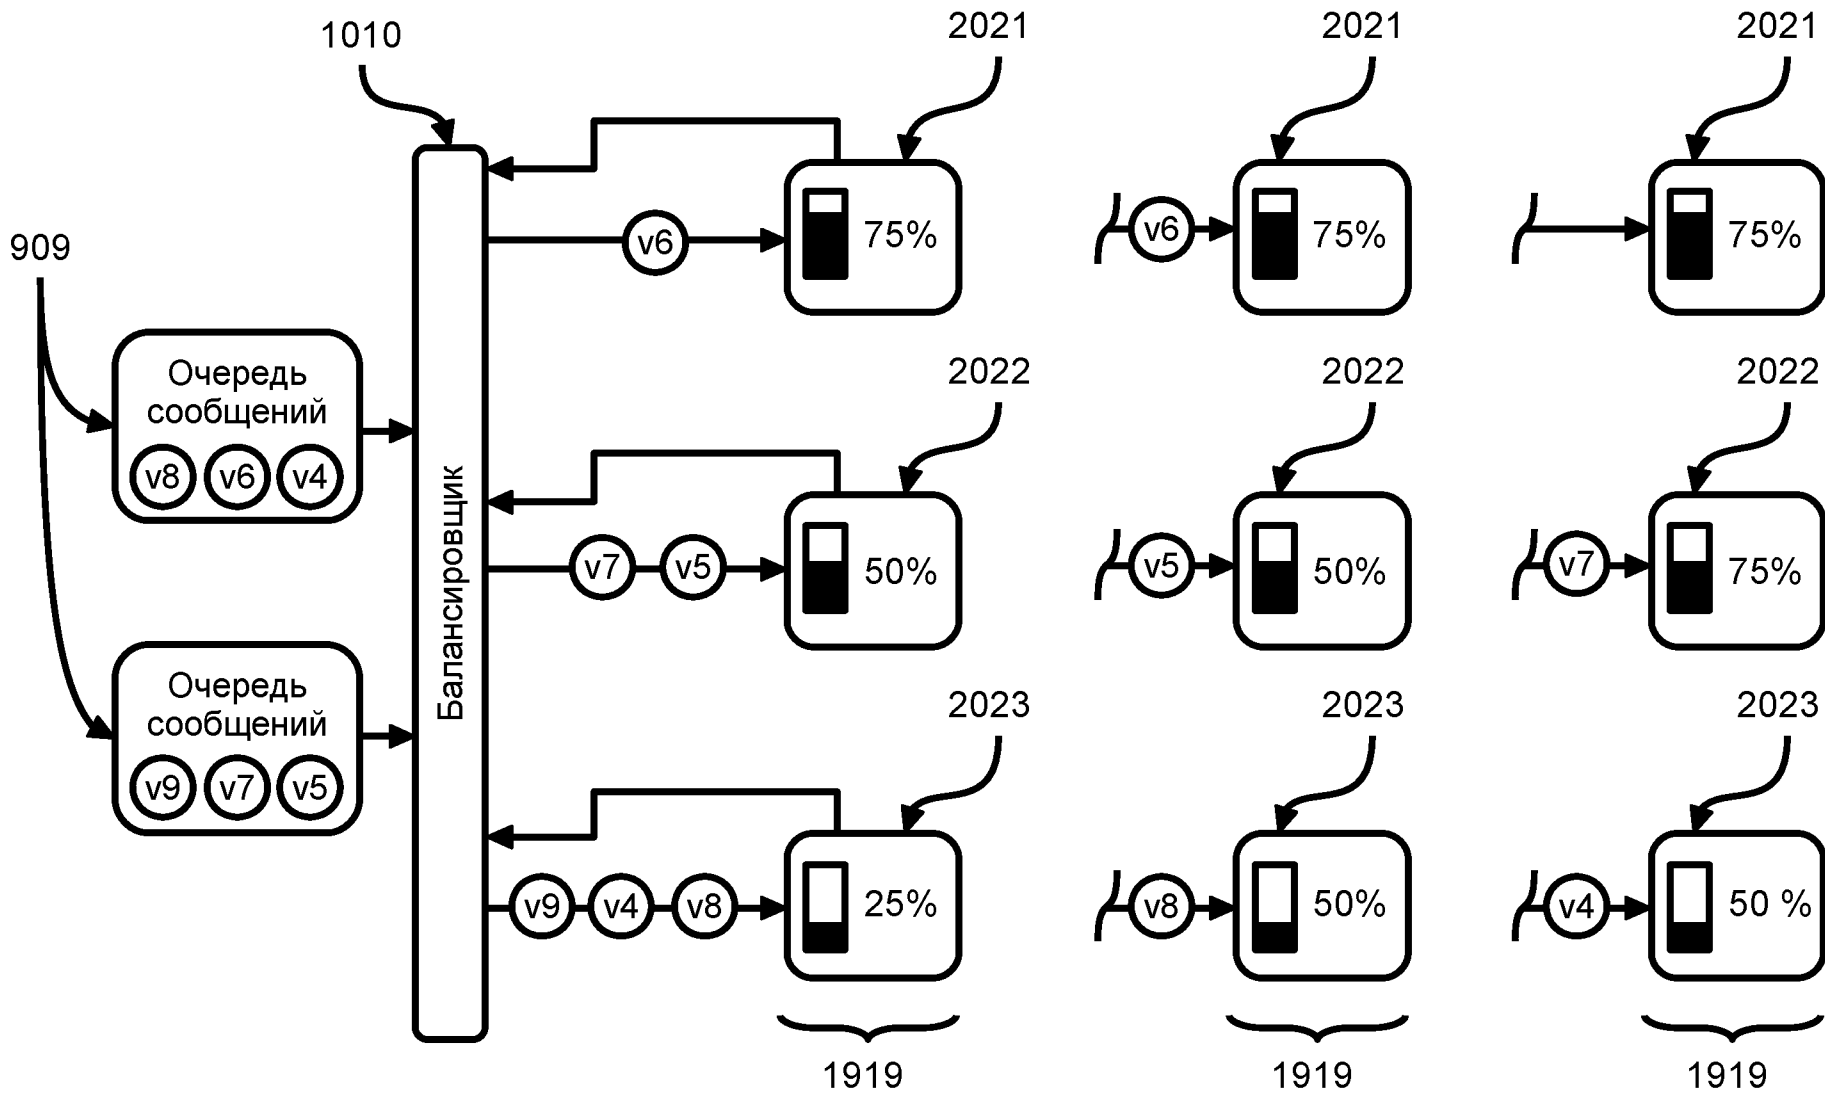 1010
2021
2021
2021
909
v6
75%
v6
75%
75%
Очередь
сообщений
v8 v6 v4
Балансировщик
2022
2022
2022
v7 v5
50%
v5
50%
v7
75%
Очередь
сообщений
v9 v7 v5
2023
2023
2023
v9 v4 v8
25%
v8
50%
v4
50 %
1919
1919
1919